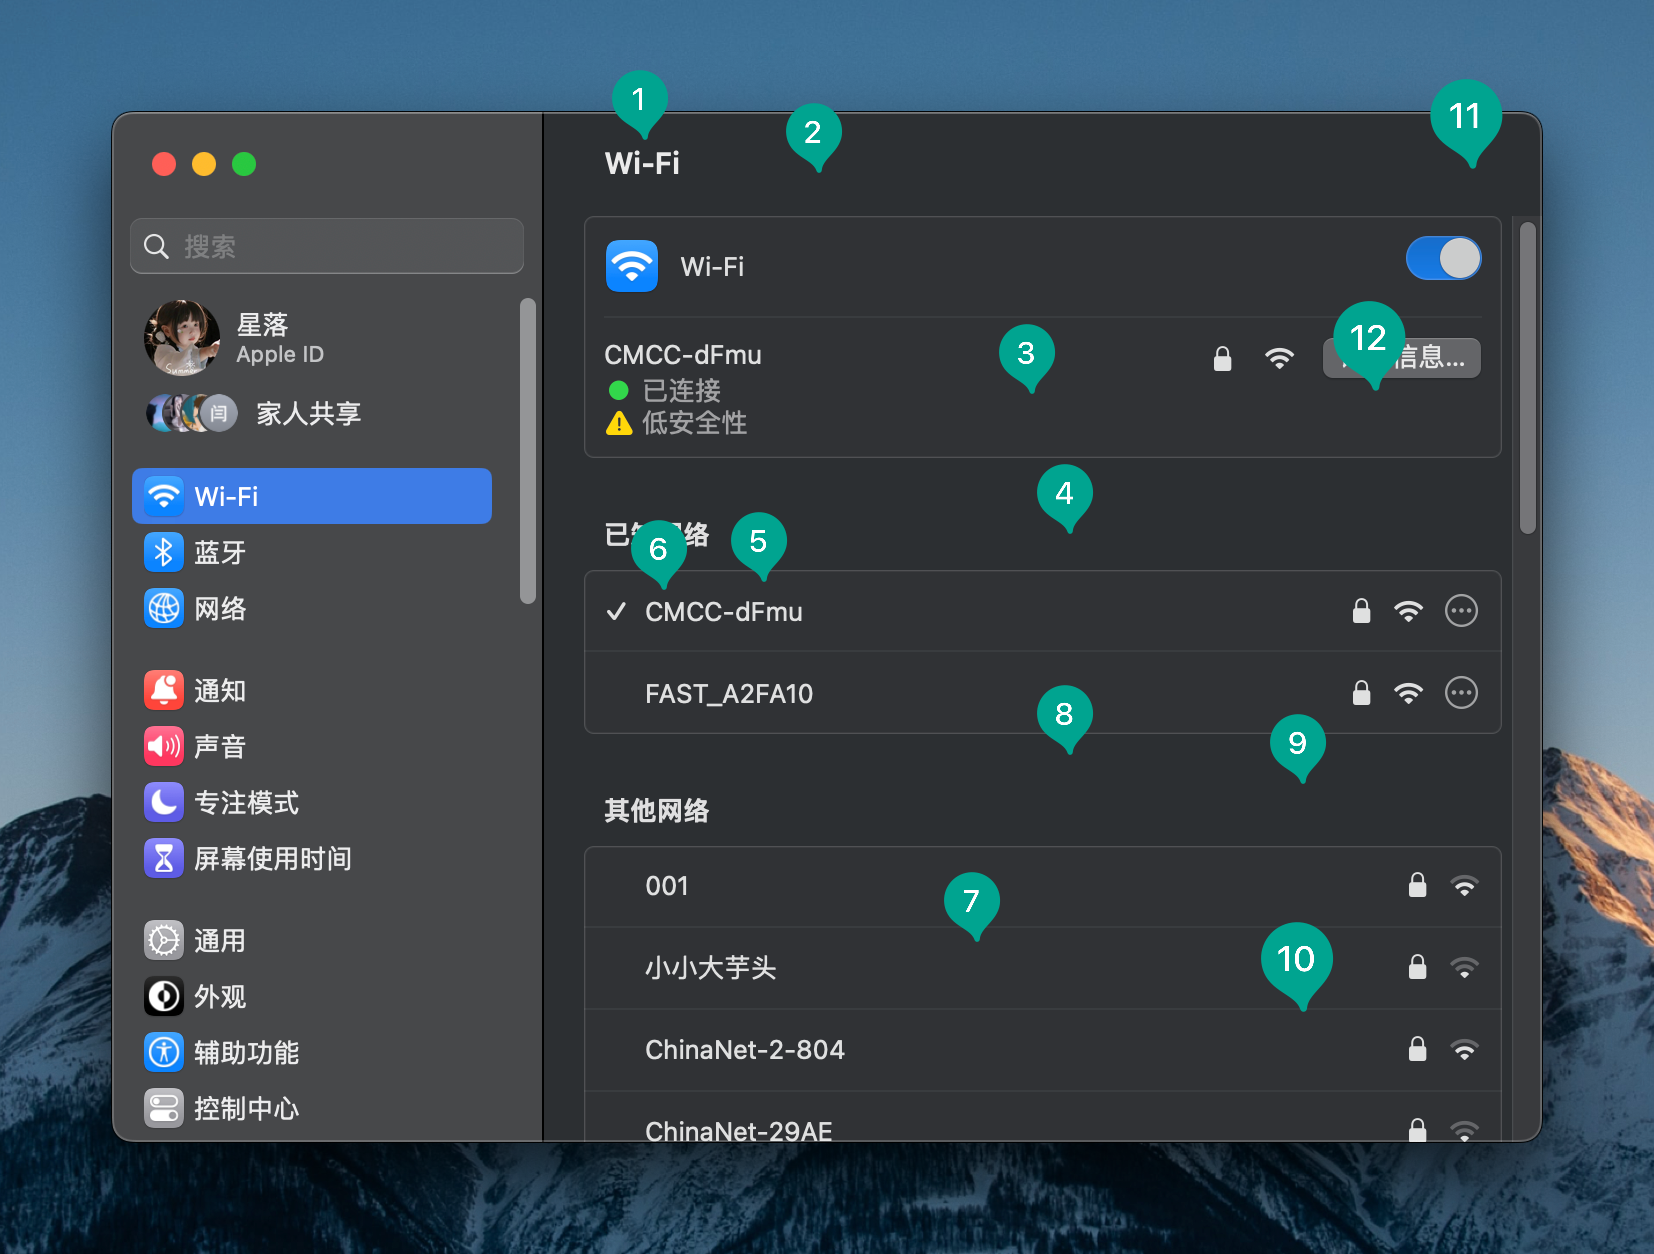 1
2
11
Wi-Fi
搜索
Wi-Fi
星落
Apple ID
CMCC-dFmu
3
12
信息...
已连接
低安全性
闫
家人共享
Wi-Fi
4
络
6
5
蓝牙
CMCC-dFmu
网络
FAST_A2FA10
通知
8
9
声音
专注模式
其他网络
屏幕使用时间
001
7
通用
小小大芋头
10
外观
ChinaNet-2-804
辅助功能
控制中心
ChinaNet-29AE